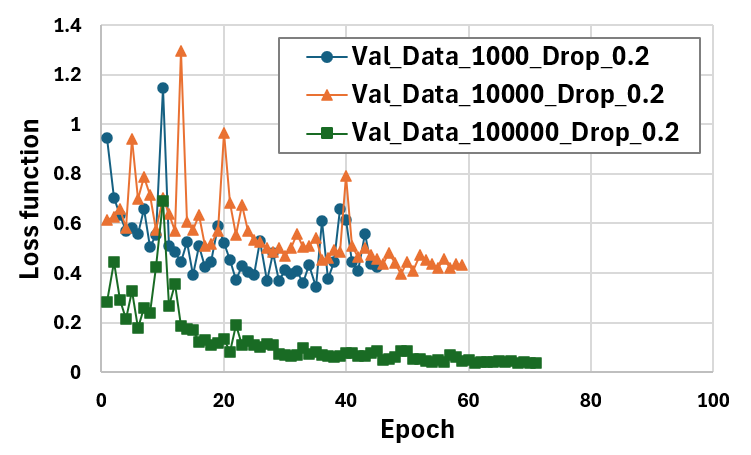 1.4
1.2
1
0.8
0.6
0.4
0.2
0
Loss function
Val_Data_1000_Drop_0.2
Val_Data_10000_Drop_0.2
Val_Data_100000_Drop_0.2
0 20 40 60 80 100
Epoch